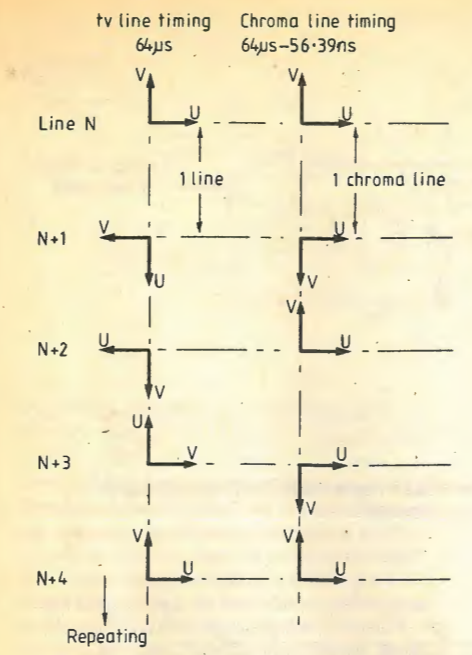 tv line timing
64µs
Chroma line timing
64µs-56·39ns
V
U
V
U
Line N
1 line
1 chroma line
N+1
V
U
U
V
N+2
U
V
V
U
N+3
U
V
U
V
N+4
V
U
V
U
Repeating